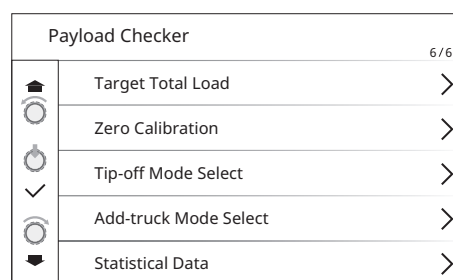 Payload Checker
6/6
Target Total Load
Zero Calibration
Tip-off Mode Select
Add-truck Mode Select
Statistical Data